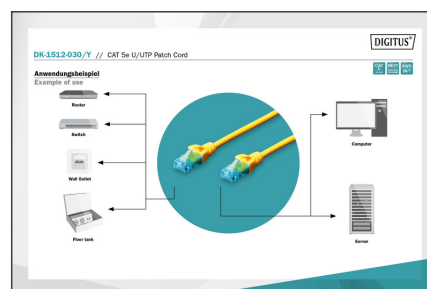 DIGITUS®
DK-1512-030/Y // CAT 5e U/UTP Patch Cord
Anwendungsbeispiel
Example of use
Router
Switch
Wall Outlet
Floor tank
Computer
Server